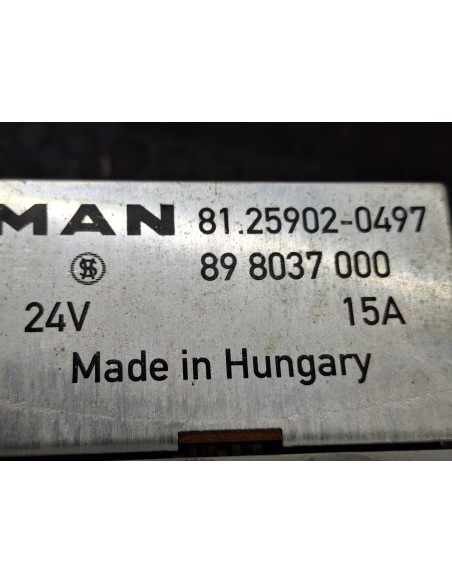 MAN 81.25902-0497
89 8037 000
24V 15A
Made in Hungary